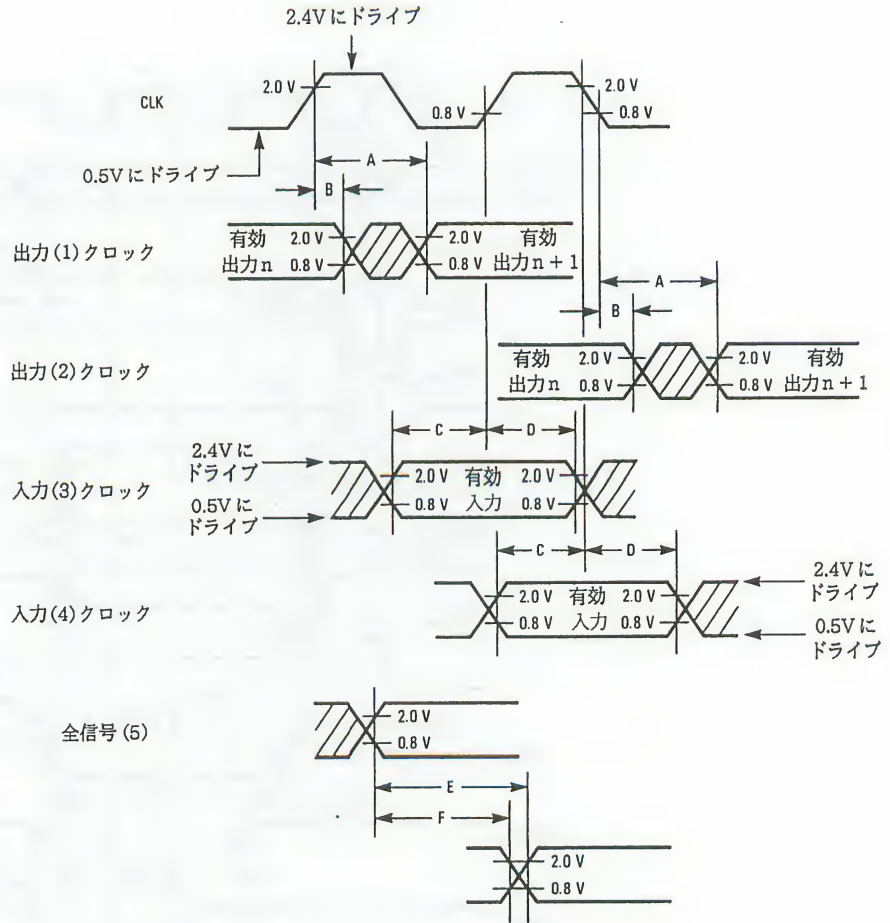 2.4Vにドライブ
CLK
2.0 V
0.8 V
2.0 V
0.8 V
0.5Vにドライブ
A
B
出力(1)クロック
有効 2.0 V
出力n 0.8 V
2.0 V 有効
0.8 V 出力n+1
A
B
出力(2)クロック
有効 2.0 V
出力n 0.8 V
2.0 V 有効
0.8 V 出力n+1
C
D
入力(3)クロック
2.4Vに
ドライブ
0.5Vに
ドライブ
2.0 V 有効 2.0 V
0.8 V 入力 0.8 V
C
D
入力(4)クロック
2.0 V 有効 2.0 V
0.8 V 入力 0.8 V
2.4Vに
ドライブ
0.5Vに
ドライブ
全信号(5)
2.0 V
0.8 V
E
F
2.0 V
0.8 V